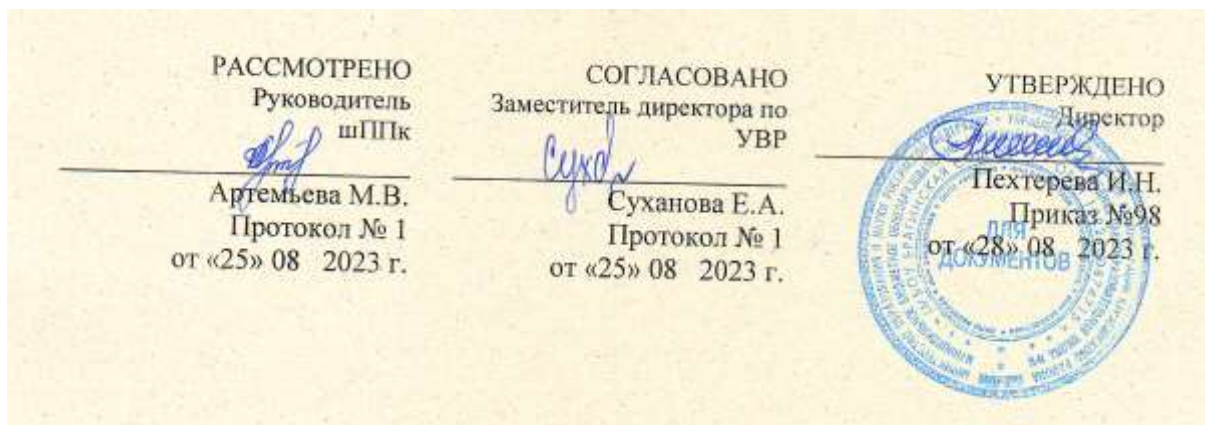 РАССМОТРЕНО
Руководитель
шППк
Артемьева М.В.
Протокол № 1
от «25» 08 2023 г.
СОГЛАСОВАНО
Заместитель директора по
УВР
Суханова Е.А.
Протокол № 1
от «25» 08 2023 г.
УТВЕРЖДЕНО
Директор
Пехтерева И.Н.
Приказ №98
от «28» 08 2023 г.
ДЛЯ
ДОКУМЕНТОВ